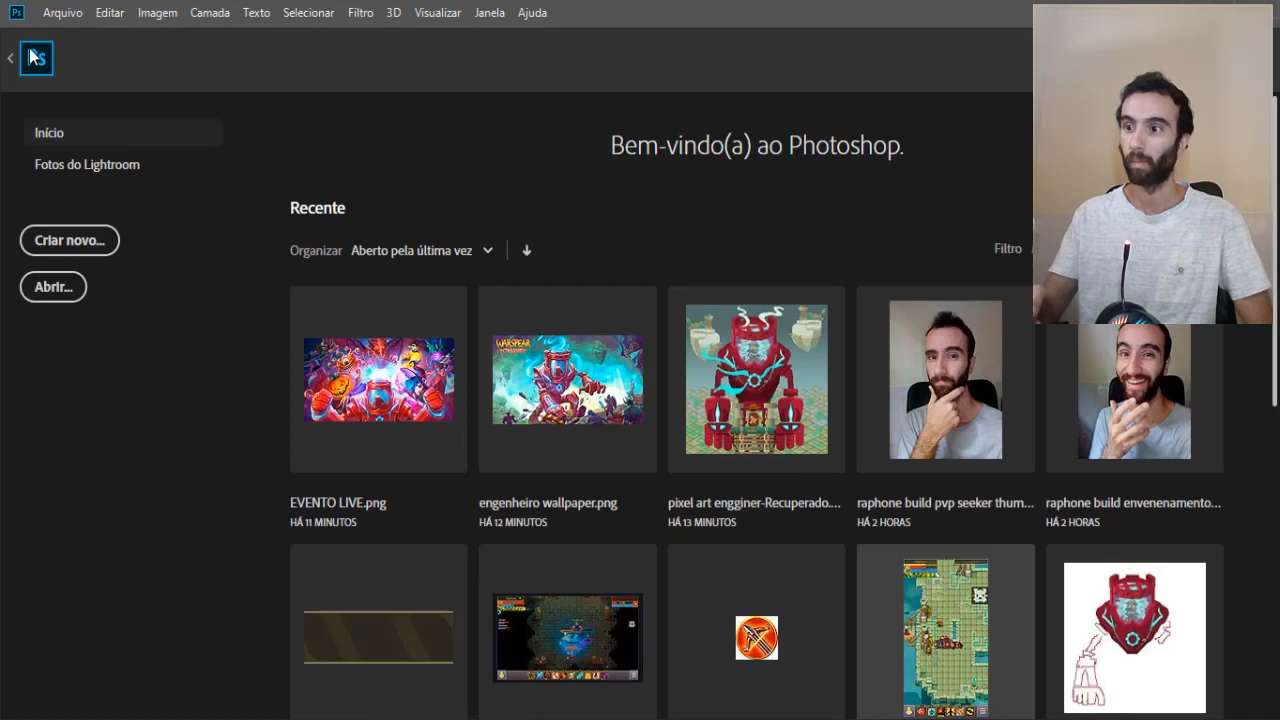 Ps Arquivo Editar Imagem Camada Texto Selecionar Filtro 3D Visualizar Janela Ajuda
Início
Fotos do Lightroom
Criar novo...
Abrir...
Bem-vindo(a) ao Photoshop.
Recente
Organizar Aberto pela última vez
Filtro
WARSPEAR
EVENTO LIVE.png
HÁ 11 MINUTOS
engenheiro wallpaper.png
HÁ 12 MINUTOS
pixel art engginer-Recuperado....
HÁ 13 MINUTOS
raphone build pvp seeker thum...
HÁ 2 HORAS
raphone build envenenamento...
HÁ 2 HORAS